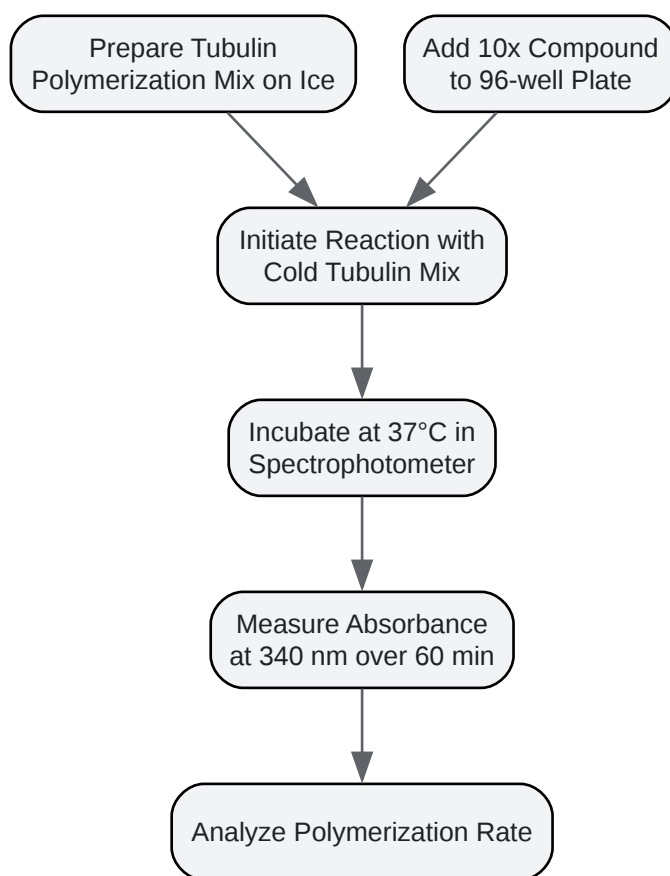 Prepare Tubulin
Polymerization Mix on Ice
Add 10x Compound
to 96-well Plate
Initiate Reaction with
Cold Tubulin Mix
Incubate at 37°C in
Spectrophotometer
Measure Absorbance
at 340 nm over 60 min
Analyze Polymerization Rate